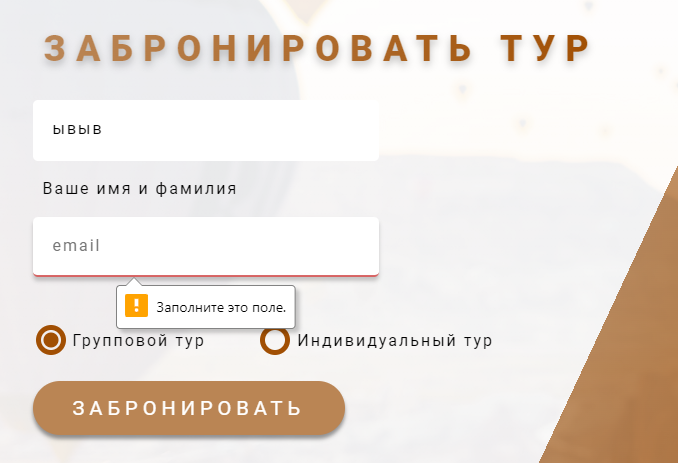 ЗАБРОНИРОВАТЬ ТУР
ывыв
Ваше имя и фамилия
email
Заполните это поле.
Групповой тур
Индивидуальный тур
ЗАБРОНИРОВАТЬ